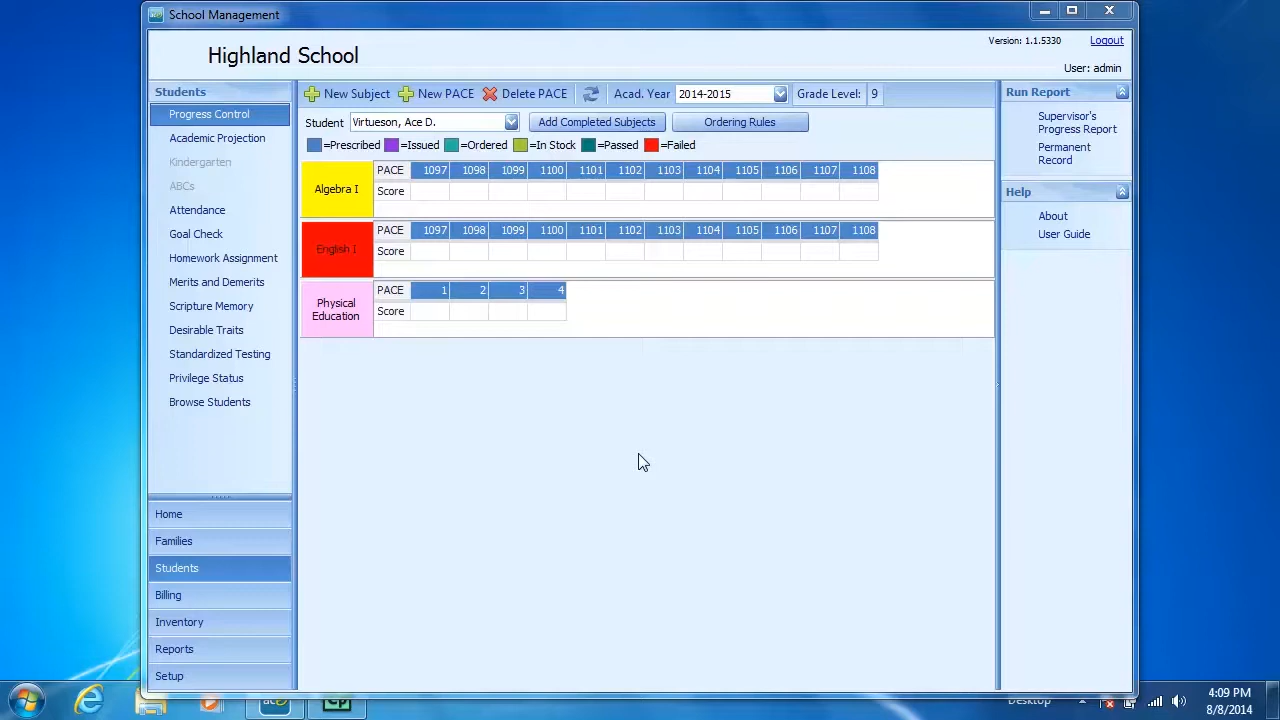 School Management
Highland School
Version: 1.1.5330
Logout
User: admin
Students
Progress Control
Academic Projection
Kindergarten
ABCs
Attendance
Goal Check
Homework Assignment
Merits and Demerits
Scripture Memory
Desirable Traits
Standardized Testing
Privilege Status
Browse Students
Home
Families
Students
Billing
Inventory
Reports
Setup
New Subject New PACE Delete PACE Acad. Year 2014-2015 Grade Level: 9
Student Virtueson, Ace D. Add Completed Subjects Ordering Rules
=Prescribed =Issued =Ordered =In Stock =Passed =Failed
Algebra I
PACE 1097 1098 1099 1100 1101 1102 1103 1104 1105 1106 1107 1108
Score
English I
PACE 1097 1098 1099 1100 1101 1102 1103 1104 1105 1106 1107 1108
Score
Physical
Education
PACE 1 2 3 4
Score
Run Report
Supervisor's
Progress Report
Permanent
Record
Help
About
User Guide
Cp
Desktop
4:09 PM
8/8/2014